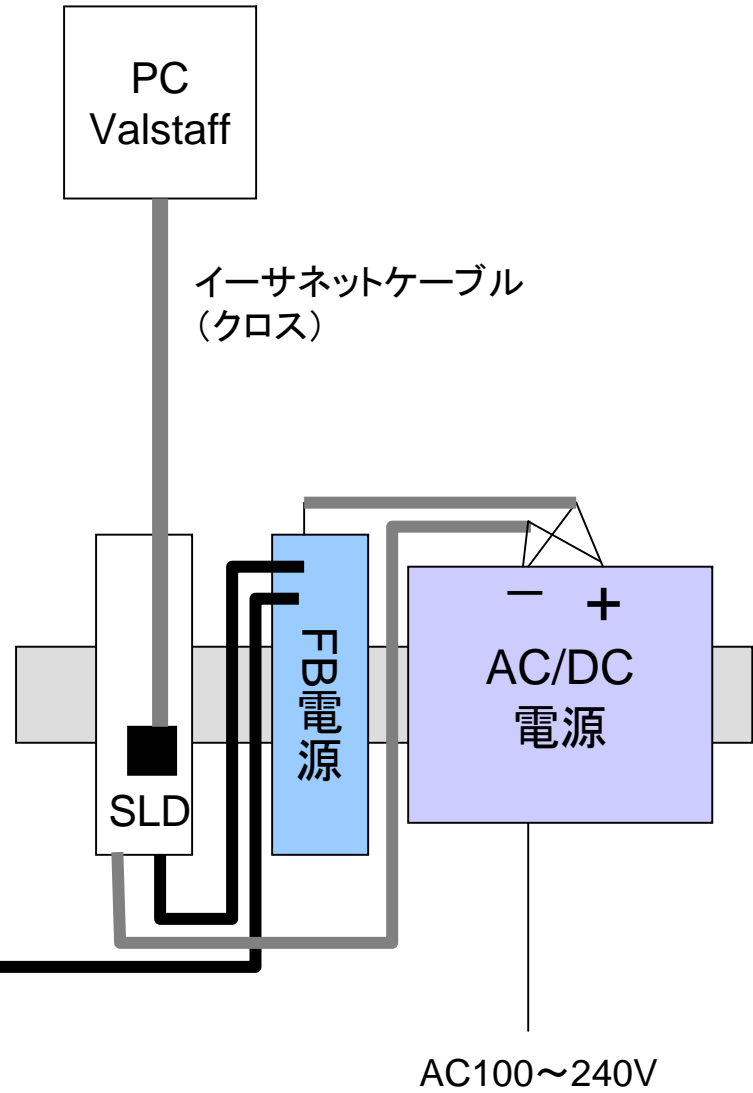 PC
Valstaff
イーサネットケーブル
（クロス）
－ +
FB電源
AC/DC
電源
SLD
AC100～240V